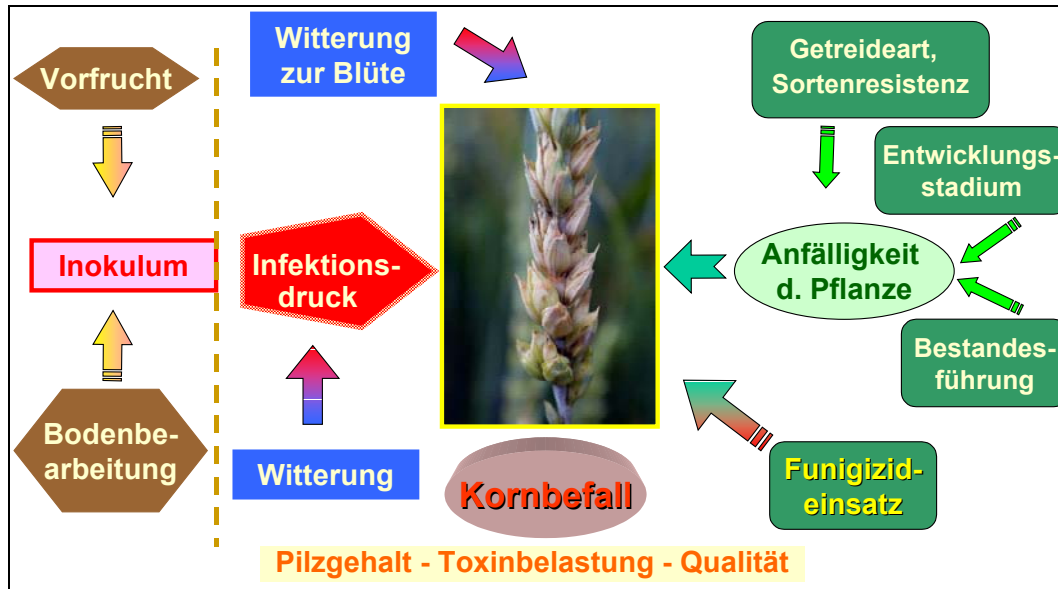 Vorfrucht
Inokulum
Bodenbe-
arbeitung
Witterung
zur Blüte
Infektions-
druck
Witterung
Kornbefall
Getreideart,
Sortenresistenz
Entwicklungs-
stadium
Anfälligkeit
d. Pflanze
Bestandes-
führung
Funigizid-
einsatz
Pilzgehalt - Toxinbelastung - Qualität